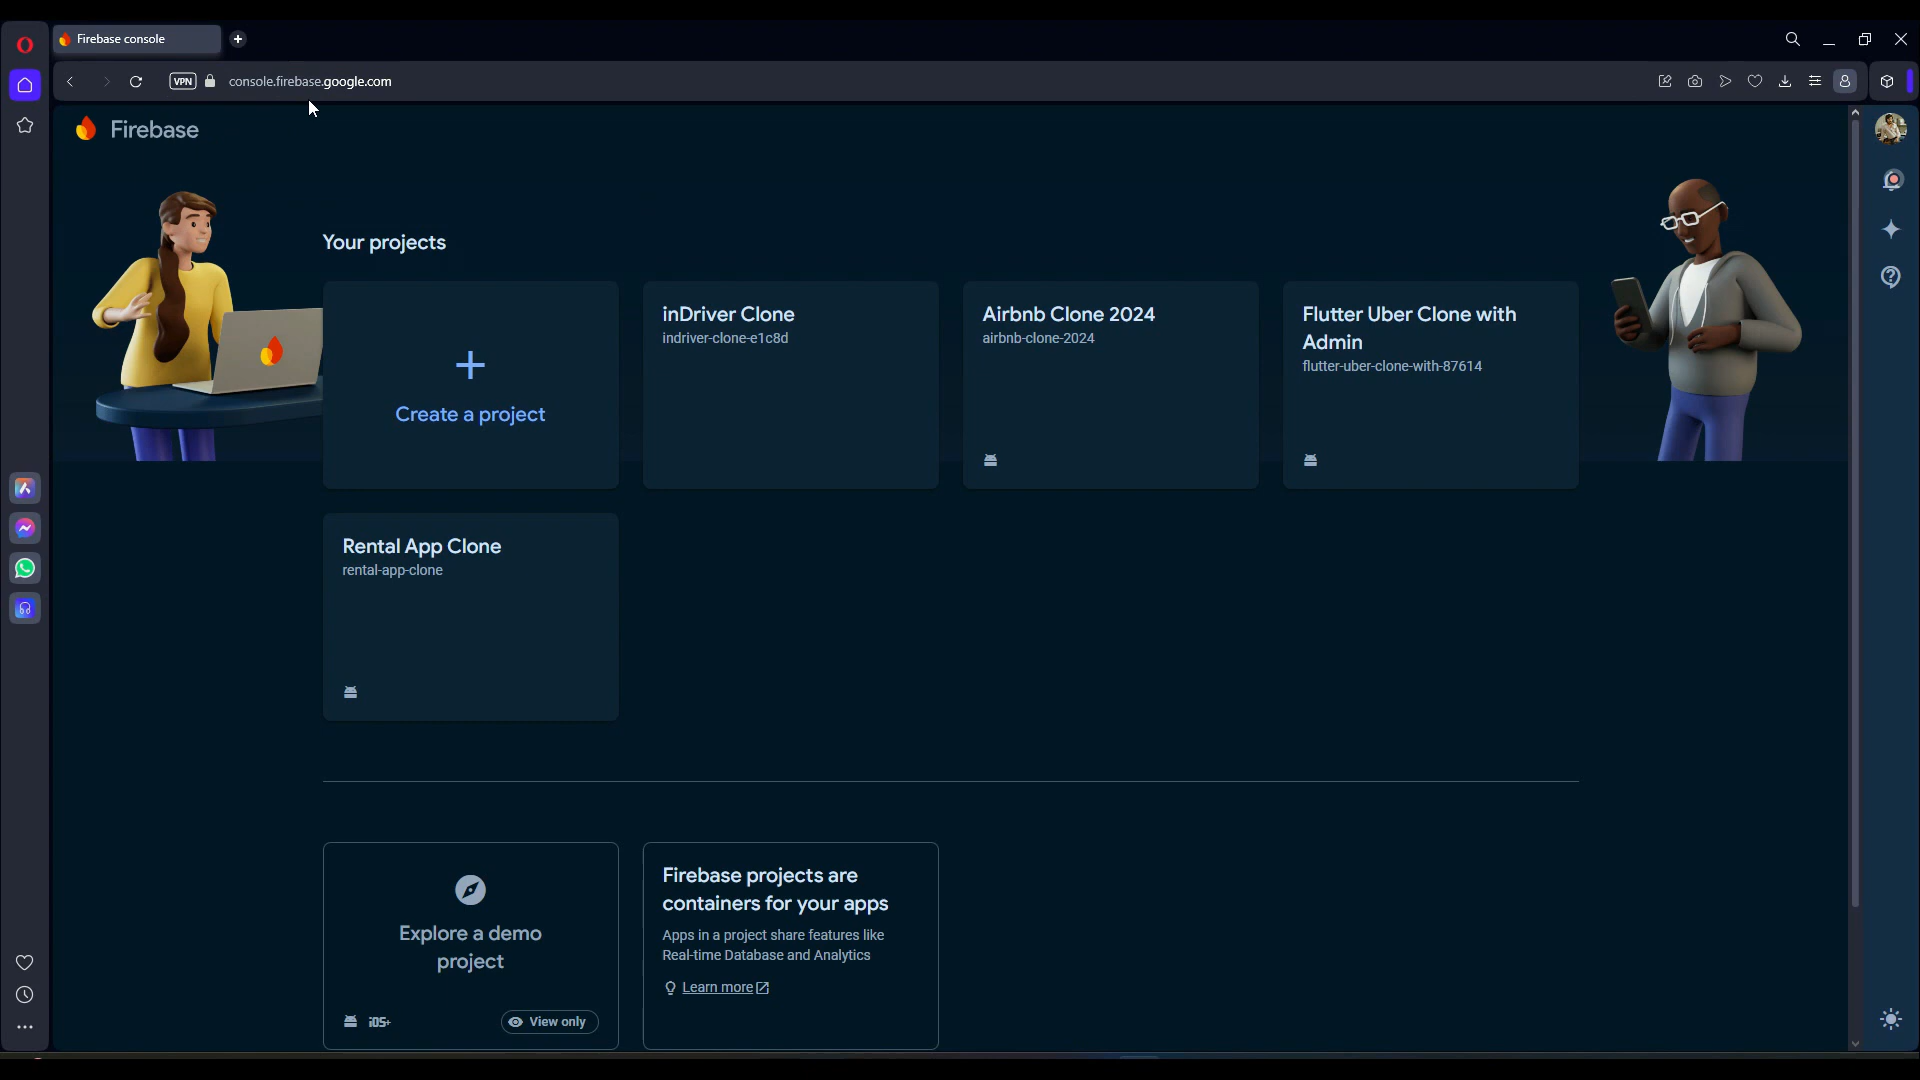 Firebase console
VPN
console.firebase.google.com
Firebase
Your projects
Create a project
inDriver Clone
indriver-clone-e1c8d
Airbnb Clone 2024
airbnb-clone-2024
Flutter Uber Clone with
Admin
flutter-uber-clone-with-87614
Rental App Clone
rental-app-clone
Explore a demo
project
iOS+
View only
Firebase projects are
containers for your apps
Apps in a project share features like
Real-time Database and Analytics
Learn more